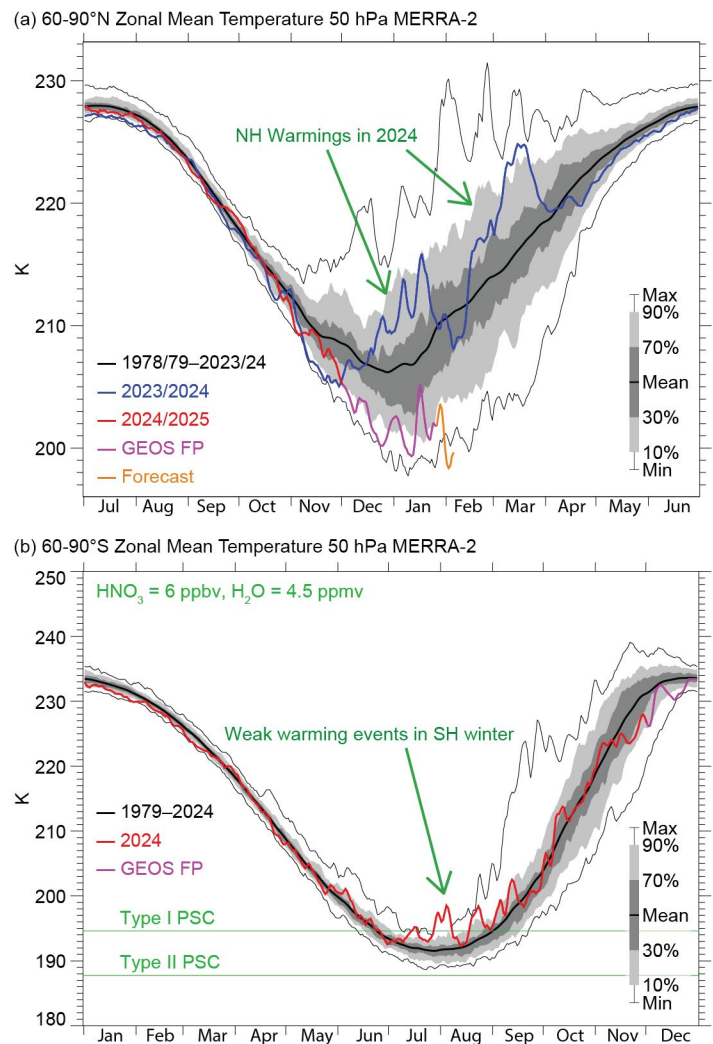 (a) 60-90°N Zonal Mean Temperature 50 hPa MERRA-2
230
220
210
200
K
NH Warmings in 2024
1978/79–2023/24
2023/2024
2024/2025
GEOS FP
Forecast
Max
90%
70%
Mean
30%
10%
Min
Jul Aug Sep Oct Nov Dec Jan Feb Mar Apr May Jun
(b) 60-90°S Zonal Mean Temperature 50 hPa MERRA-2
250
240
230
220
210
200
190
180
K
HNO₃ = 6 ppbv, H₂O = 4.5 ppmv
Weak warming events in SH winter
1979–2024
2024
GEOS FP
Type I PSC
Type II PSC
Max
90%
70%
Mean
30%
10%
Min
Jan Feb Mar Apr May Jun Jul Aug Sep Oct Nov Dec